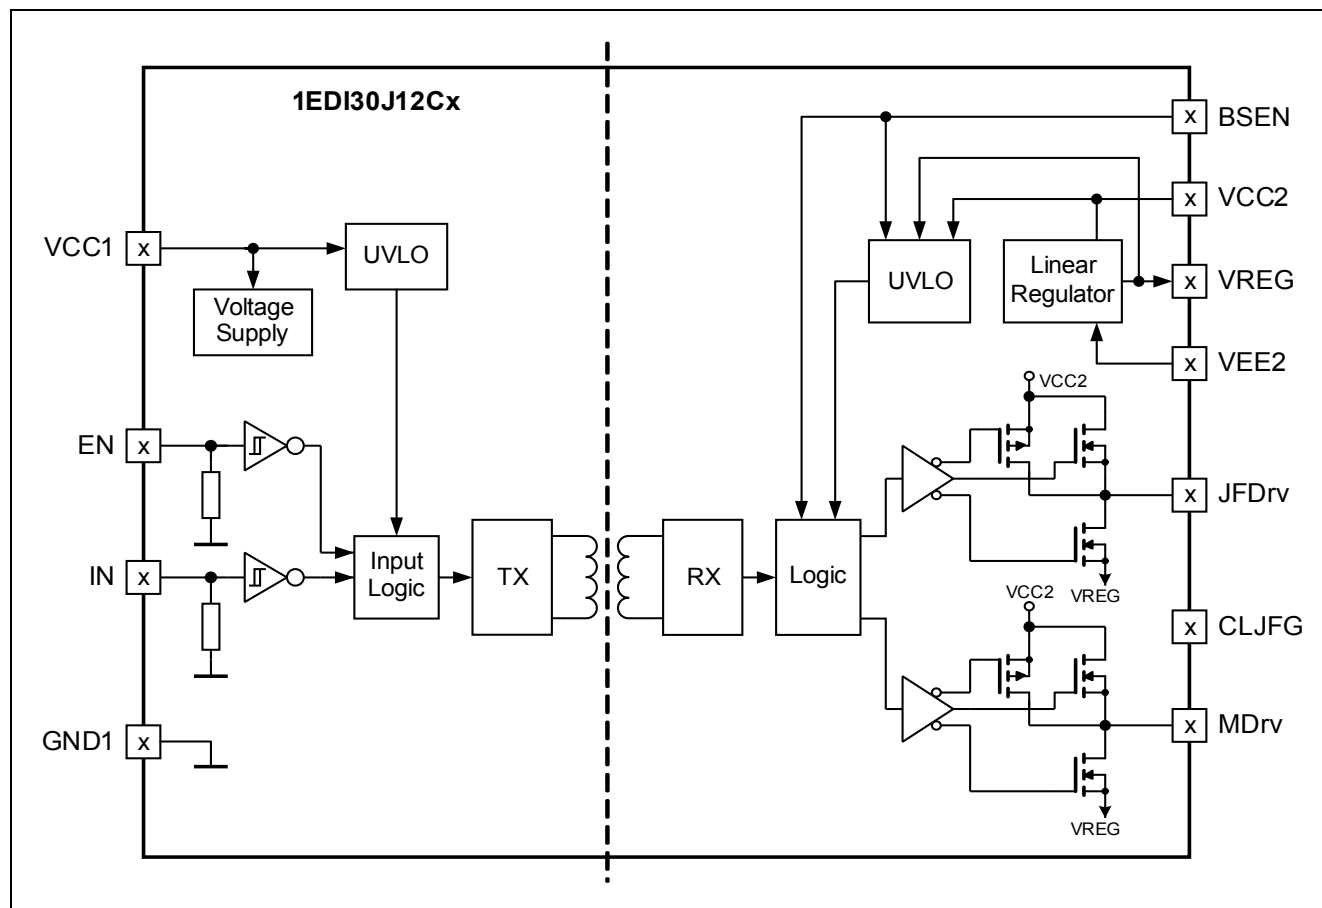 1EDI30J12Cx
x BSEN
x VCC2
VCC1 x
UVLO
UVLO
Linear
Regulator
x VREG
Voltage
Supply
x VEE2
VCC2
EN x
x JFDrv
IN x
Input
Logic
TX
RX
Logic
VREG
VCC2
x CLJFG
GND1 x
x MDrv
VREG